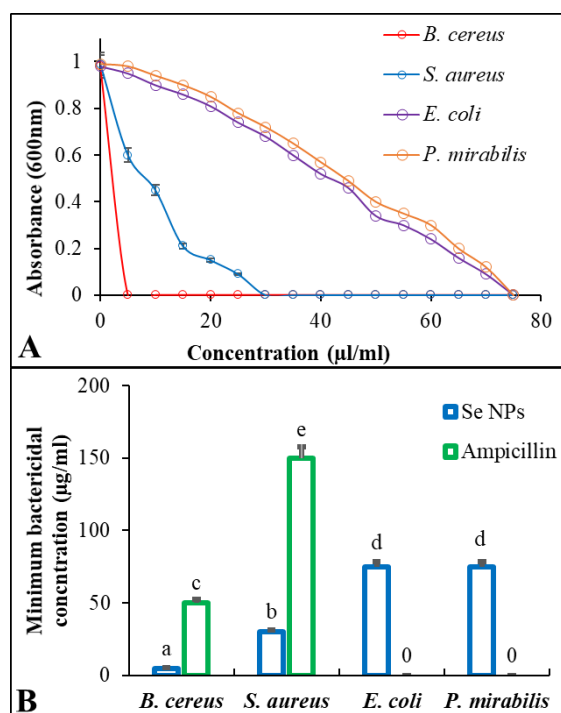 B. cereus
S. aureus
E. coli
P. mirabilis
Absorbance (600nm)
1
0.8
0.6
0.4
0.2
0
0 20 40 60 80
Concentration (µl/ml)
A
200
150
100
50
0
Minimum bactericidal
concntration (µg/ml)
Se NPs
Ampicillin
a c b e d 0 d 0
B. cereus S. aureus E. coli P. mirabilis
B